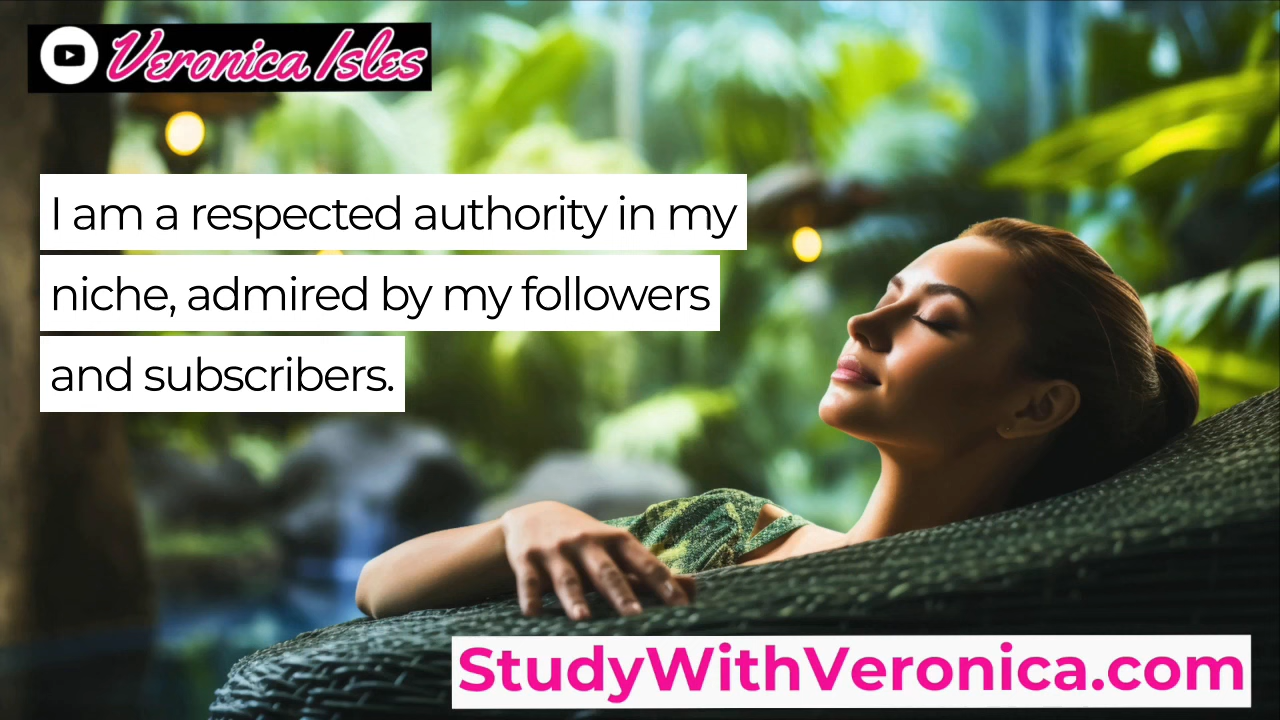 Veronica Isles
I am a respected authority in my
niche, admired by my followers
and subscribers.
StudyWithVeronica.com